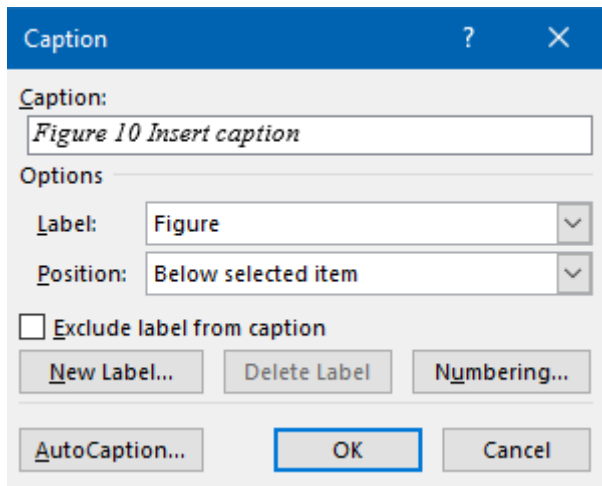 Caption ?
Caption:
Figure 10 Insert caption
Options
Label: Figure
Position: Below selected item
Exclude label from caption
New Label... Delete Label Numbering...
AutoCaption... OK Cancel